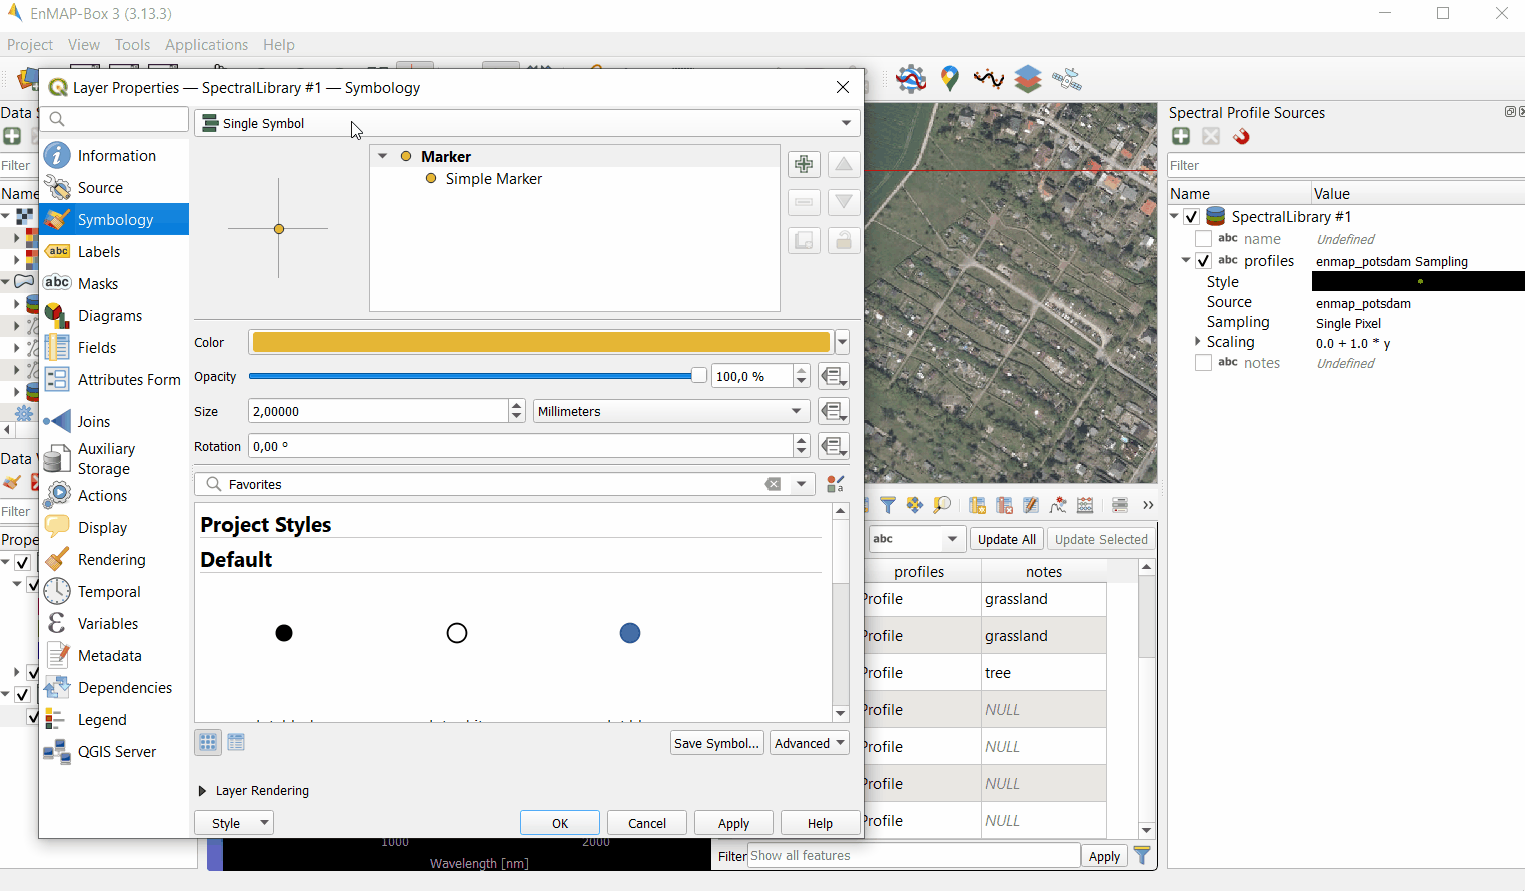 EnMAP-Box 3 (3.13.3)
Project View Tools Applications Help
Layer Properties — SpectralLibrary #1 — Symbology
Information
Source
Symbology
Labels
Masks
Diagrams
Fields
Attributes Form
Joins
Auxiliary
Storage
Actions
Display
Rendering
Temporal
Variables
Metadata
Dependencies
Legend
QGIS Server
abc
abc
Single Symbol
Marker
Simple Marker
Color
Opacity
100,0 %
Size
2,00000
Millimeters
Rotation
0,00 °
Favorites
Project Styles
Default
Save Symbol...
Advanced
Layer Rendering
Style
OK
Cancel
Apply
Help
Data
Filter
Name
Data
Filter
Spectral Profile Sources
Filter
Name Value
SpectralLibrary #1
abc name Undefined
abc profiles enmap_potsdam Sampling
Style
Source enmap_potsdam
Sampling Single Pixel
Scaling 0.0 + 1.0 * y
abc notes Undefined
abc
Update All
Update Selected
profiles notes
Profile grassland
Profile grassland
Profile tree
Profile NULL
Profile NULL
Profile NULL
Profile NULL
1000 2000
Wavelength [nm]
Filter Show all features Apply